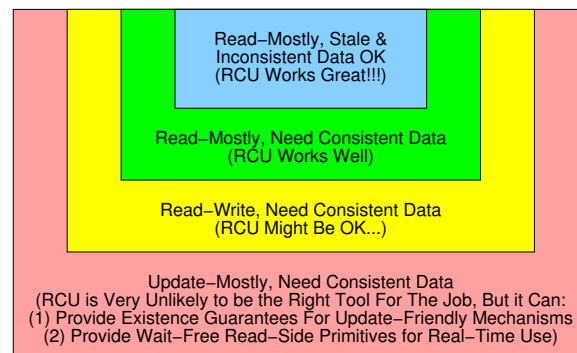 Read−Mostly, Stale &
Inconsistent Data OK
(RCU Works Great!!!)
Read−Mostly, Need Consistent Data
(RCU Works Well)
Read−Write, Need Consistent Data
(RCU Might Be OK...)
Update−Mostly, Need Consistent Data
(RCU is Very Unlikely to be the Right Tool For The Job, But it Can:
(1) Provide Existence Guarantees For Update−Friendly Mechanisms
(2) Provide Wait−Free Read−Side Primitives for Real−Time Use)